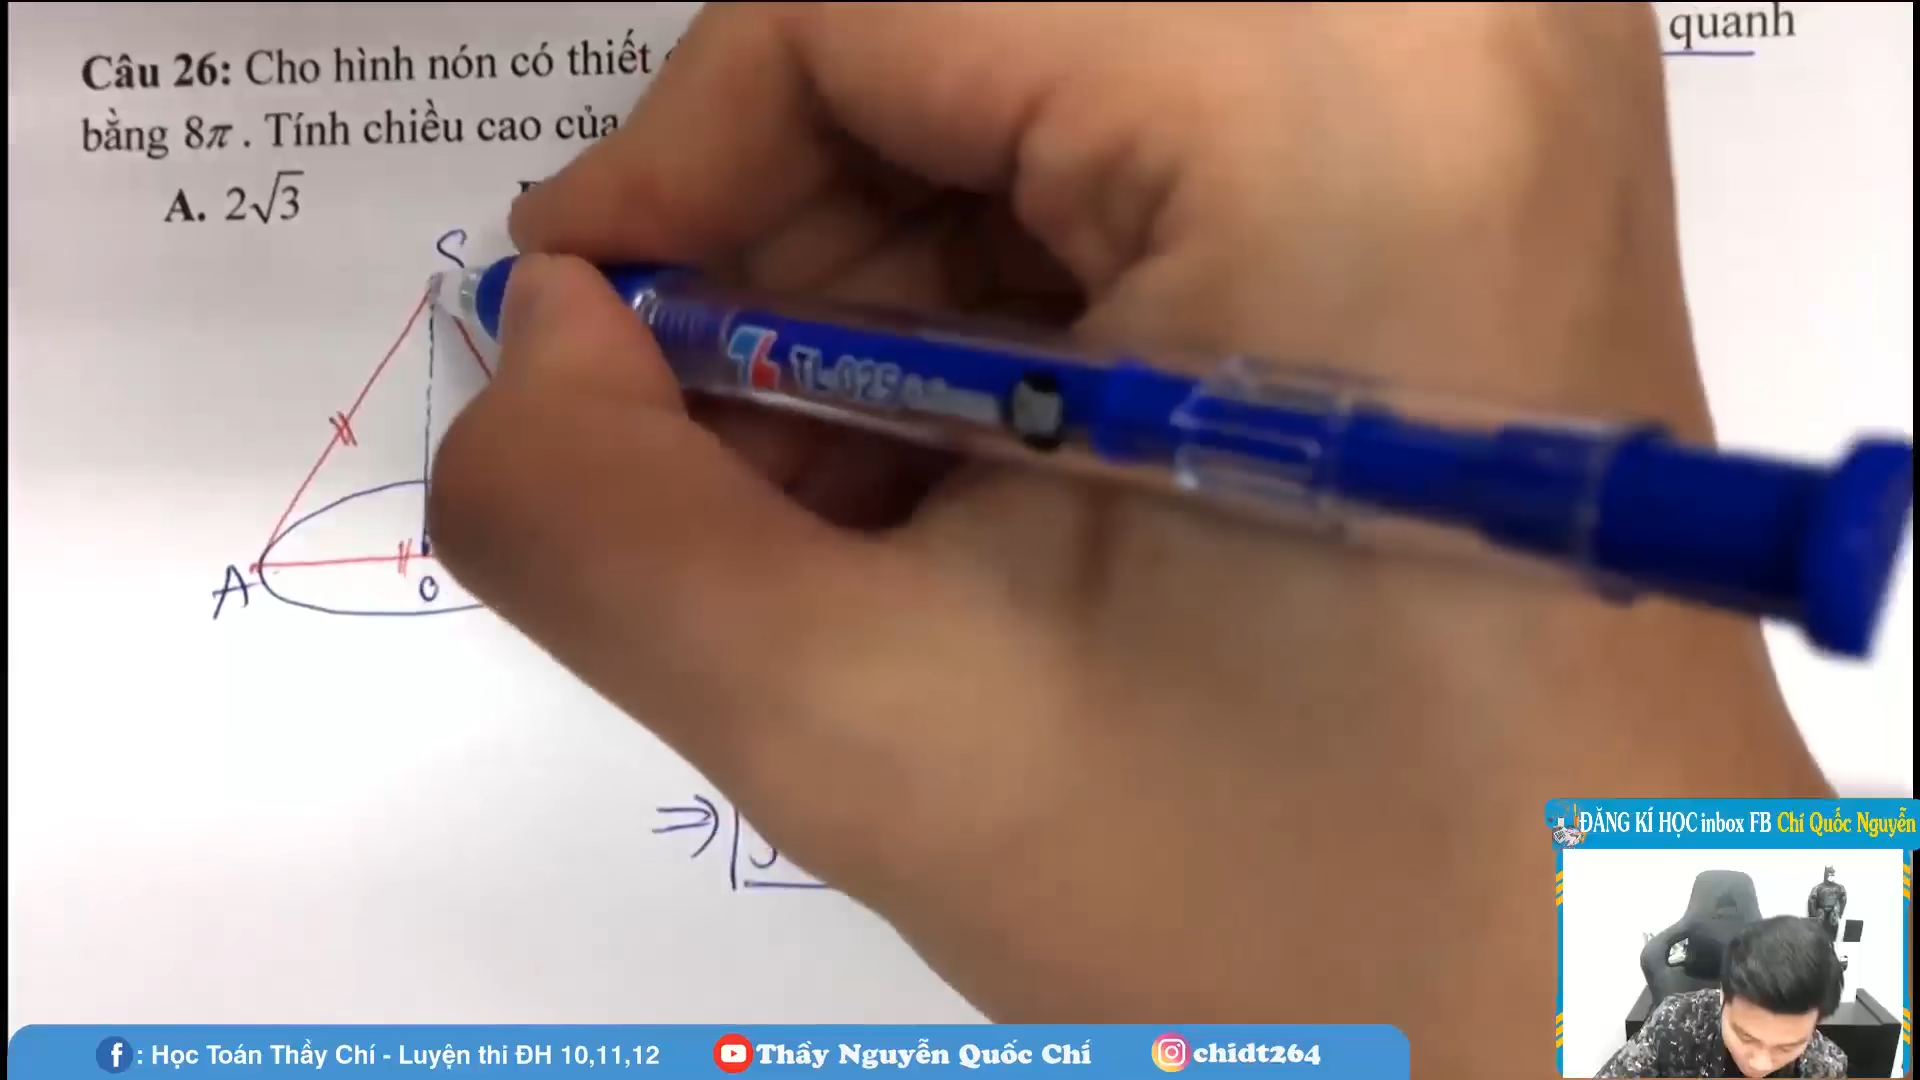 quanh
Câu 26: Cho hình nón có thiết
bằng 8π . Tính chiều cao của
A. 2√3
S
TL-025
A
O
⇒
ĐĂNG KÍ HỌC inbox FB Chí Quốc Nguyễn
f : Học Toán Thầy Chí - Luyện thi ĐH 10,11,12
Thầy Nguyễn Quốc Chí
chidt264